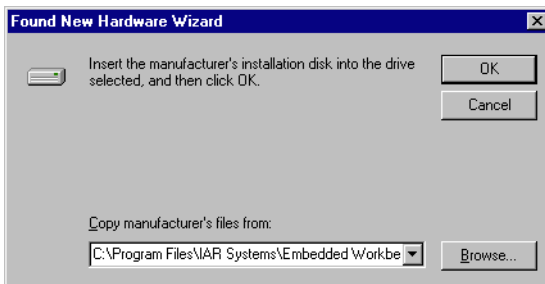 Found New Hardware Wizard
Insert the manufacturer's installation disk into the drive
selected, and then click OK.
OK
Cancel
Copy manufacturer's files from:
C:\Program Files\IAR Systems\Embedded Workbe
Browse...